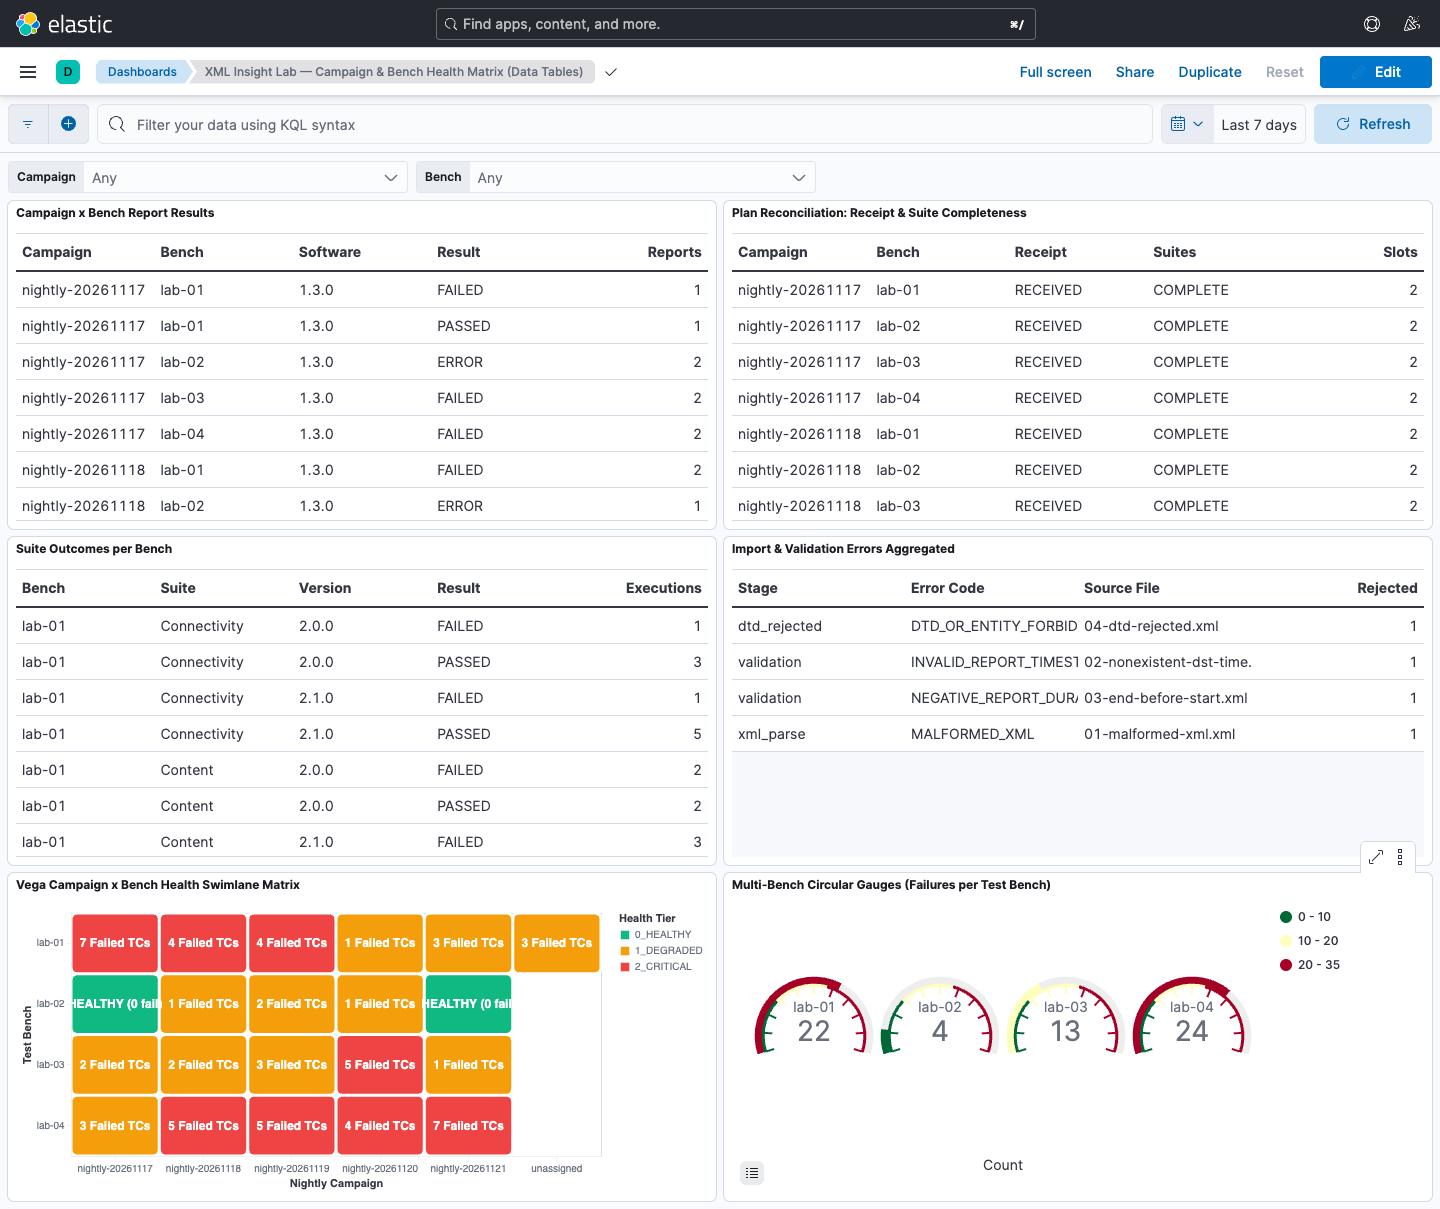 elastic
Find apps, content, and more.
⌘/
D
Dashboards
XML Insight Lab — Campaign & Bench Health Matrix (Data Tables)
Full screen
Share
Duplicate
Reset
Edit
Filter your data using KQL syntax
Last 7 days
Refresh
Campaign Any
Bench Any
Campaign x Bench Report Results
Campaign Bench Software Result Reports
nightly-20261117 lab-01 1.3.0 FAILED 1
nightly-20261117 lab-01 1.3.0 PASSED 1
nightly-20261117 lab-02 1.3.0 ERROR 2
nightly-20261117 lab-03 1.3.0 FAILED 2
nightly-20261117 lab-04 1.3.0 FAILED 2
nightly-20261118 lab-01 1.3.0 FAILED 2
nightly-20261118 lab-02 1.3.0 ERROR 1
Plan Reconciliation: Receipt & Suite Completeness
Campaign Bench Receipt Suites Slots
nightly-20261117 lab-01 RECEIVED COMPLETE 2
nightly-20261117 lab-02 RECEIVED COMPLETE 2
nightly-20261117 lab-03 RECEIVED COMPLETE 2
nightly-20261117 lab-04 RECEIVED COMPLETE 2
nightly-20261118 lab-01 RECEIVED COMPLETE 2
nightly-20261118 lab-02 RECEIVED COMPLETE 2
nightly-20261118 lab-03 RECEIVED COMPLETE 2
Suite Outcomes per Bench
Bench Suite Version Result Executions
lab-01 Connectivity 2.0.0 FAILED 1
lab-01 Connectivity 2.0.0 PASSED 3
lab-01 Connectivity 2.1.0 FAILED 1
lab-01 Connectivity 2.1.0 PASSED 5
lab-01 Content 2.0.0 FAILED 2
lab-01 Content 2.0.0 PASSED 2
lab-01 Content 2.1.0 FAILED 3
Import & Validation Errors Aggregated
Stage Error Code Source File Rejected
dtd_rejected DTD_OR_ENTITY_FORBID 04-dtd-rejected.xml 1
validation INVALID_REPORT_TIMEST 02-nonexistent-dst-time. 1
validation NEGATIVE_REPORT_DURA 03-end-before-start.xml 1
xml_parse MALFORMED_XML 01-malformed-xml.xml 1
Vega Campaign x Bench Health Swimlane Matrix
Test Bench
lab-01 7 Failed TCs 4 Failed TCs 4 Failed TCs 1 Failed TCs 3 Failed TCs 3 Failed TCs
lab-02 HEALTHY (0 fail 1 Failed TCs 2 Failed TCs 1 Failed TCs HEALTHY (0 fail
lab-03 2 Failed TCs 2 Failed TCs 3 Failed TCs 5 Failed TCs 1 Failed TCs
lab-04 3 Failed TCs 5 Failed TCs 5 Failed TCs 4 Failed TCs 7 Failed TCs
nightly-20261117 nightly-20261118 nightly-20261119 nightly-20261120 nightly-20261121 unassigned
Nightly Campaign
Health Tier
0_HEALTHY
1_DEGRADED
2_CRITICAL
Multi-Bench Circular Gauges (Failures per Test Bench)
0 - 10
10 - 20
20 - 35
lab-01 lab-02 lab-03 lab-04
22 4 13 24
Count